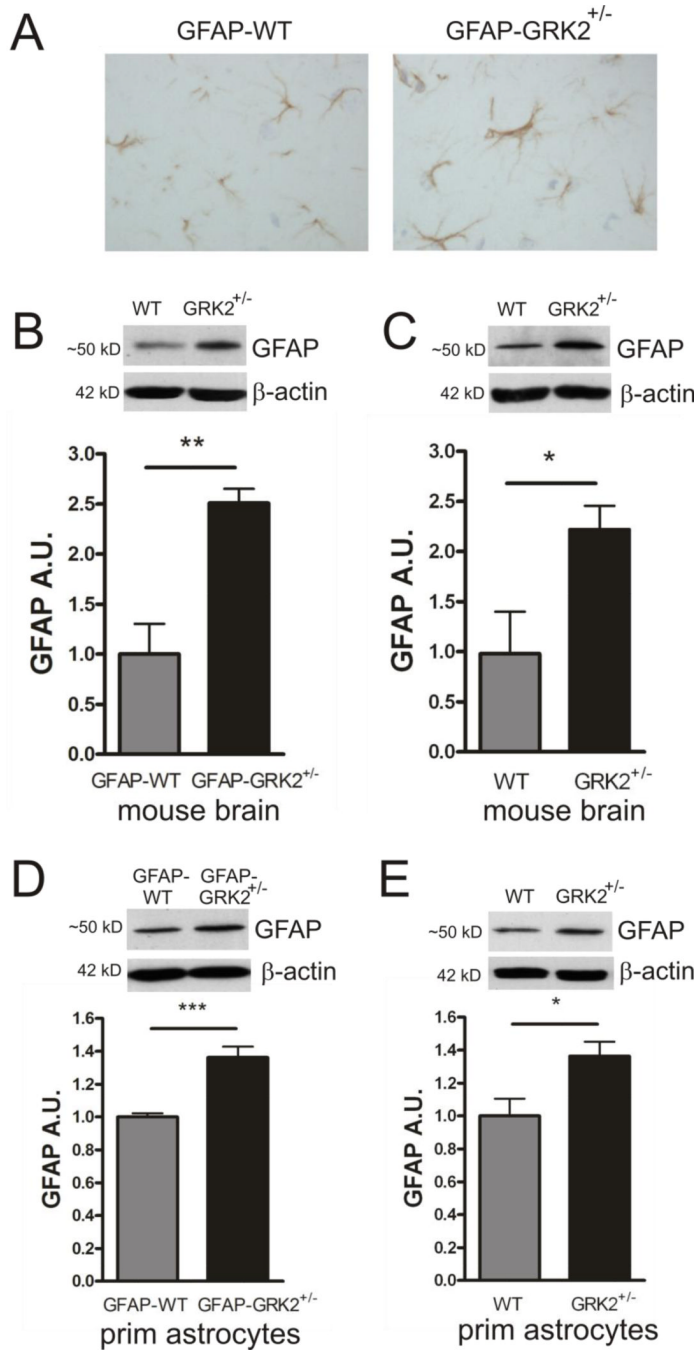 A
GFAP-WT GFAP-GRK2+/-
B
WT GRK2+/-
~50 kD GFAP
42 kD β-actin
**
3.0
2.5
2.0
1.5
1.0
0.5
0.0
GFAP A.U.
GFAP-WT GFAP-GRK2+/-
mouse brain
C
WT GRK2+/-
~50 kD GFAP
42 kD β-actin
*
3.0
2.5
2.0
1.5
1.0
0.5
0.0
GFAP A.U.
WT GRK2+/-
mouse brain
D
GFAP- GFAP-
WT GRK2+/-
~50 kD GFAP
42 kD β-actin
***
1.6
1.4
1.2
1.0
0.8
0.6
0.4
0.2
0.0
GFAP A.U.
GFAP-WT GFAP-GRK2+/-
prim astrocytes
E
WT GRK2+/-
~50 kD GFAP
42 kD β-actin
*
1.6
1.4
1.2
1.0
0.8
0.6
0.4
0.2
0.0
GFAP A.U.
WT GRK2+/-
prim astrocytes